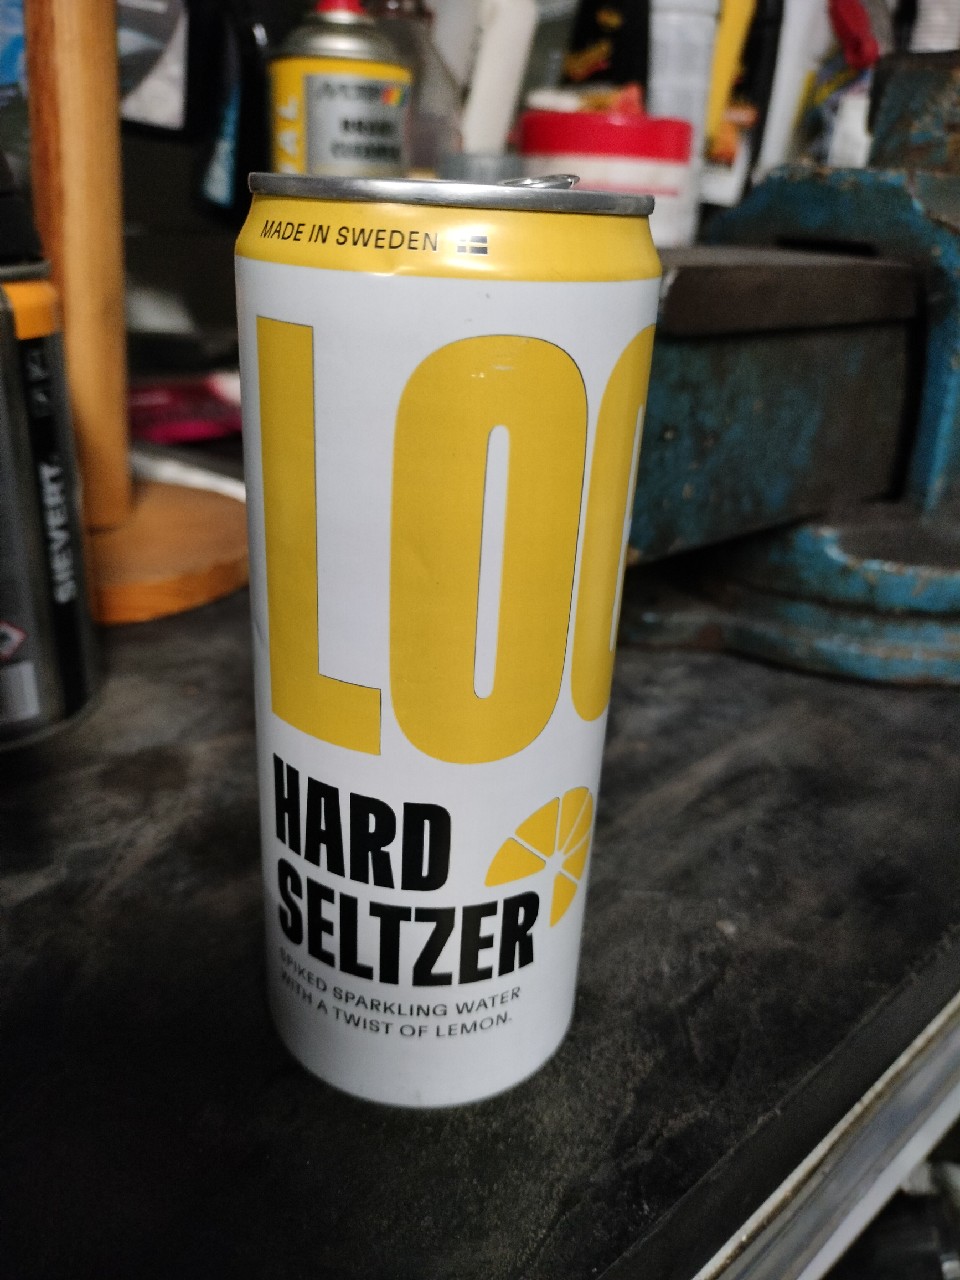 MADE IN SWEDEN
LOO
HARD
SELTZER
SPIKED SPARKLING WATER
WITH A TWIST OF LEMON.
SIEVERT